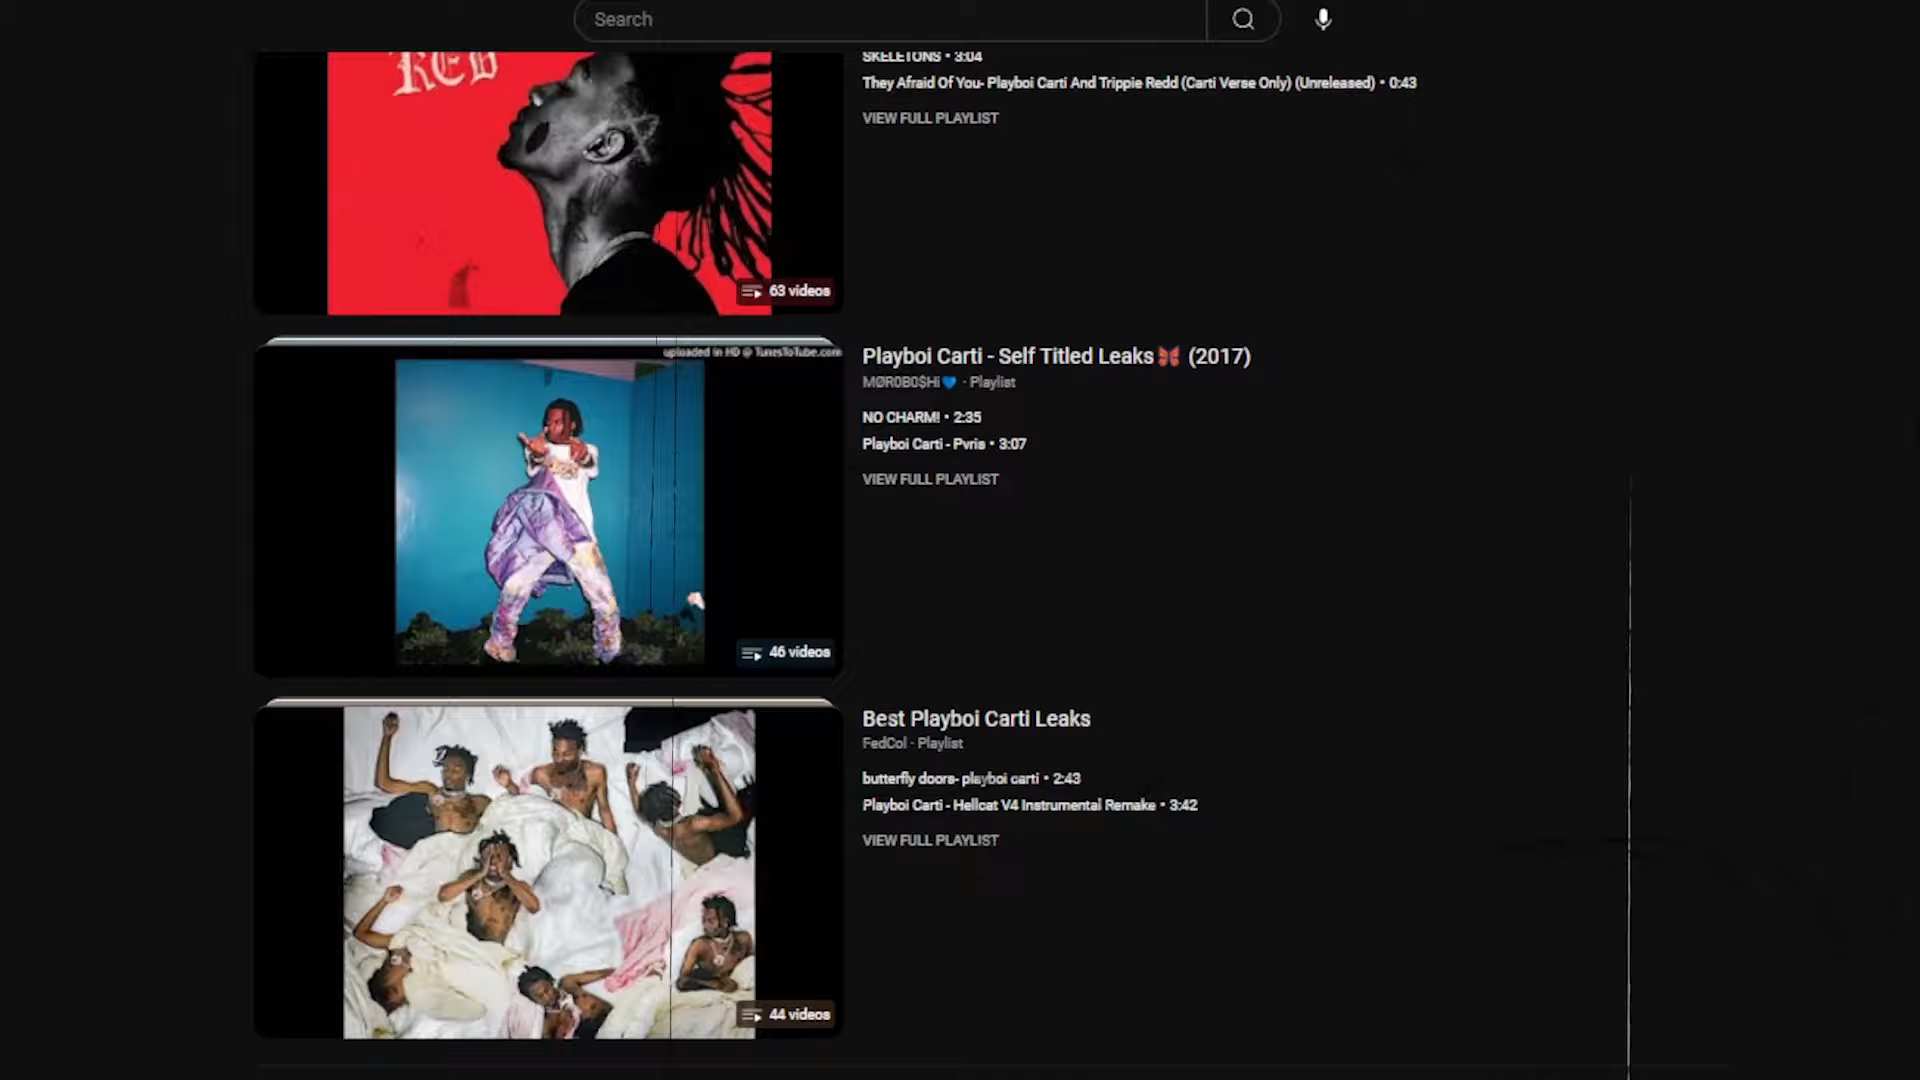 Search
RED
SKELETONS • 3:04
They Afraid Of You- Playboi Carti And Trippie Redd (Carti Verse Only) (Unreleased) • 0:43
VIEW FULL PLAYLIST
63 videos
uploaded in HD @ TunesToTube.com
Playboi Carti - Self Titled Leaks🦋 (2017)
MØR0B0$Hi💙 · Playlist
NO CHARM! • 2:35
Playboi Carti - Pvris • 3:07
VIEW FULL PLAYLIST
46 videos
Best Playboi Carti Leaks
FedCol · Playlist
butterfly doors- playboi carti • 2:43
Playboi Carti - Hellcat V4 Instrumental Remake • 3:42
VIEW FULL PLAYLIST
44 videos